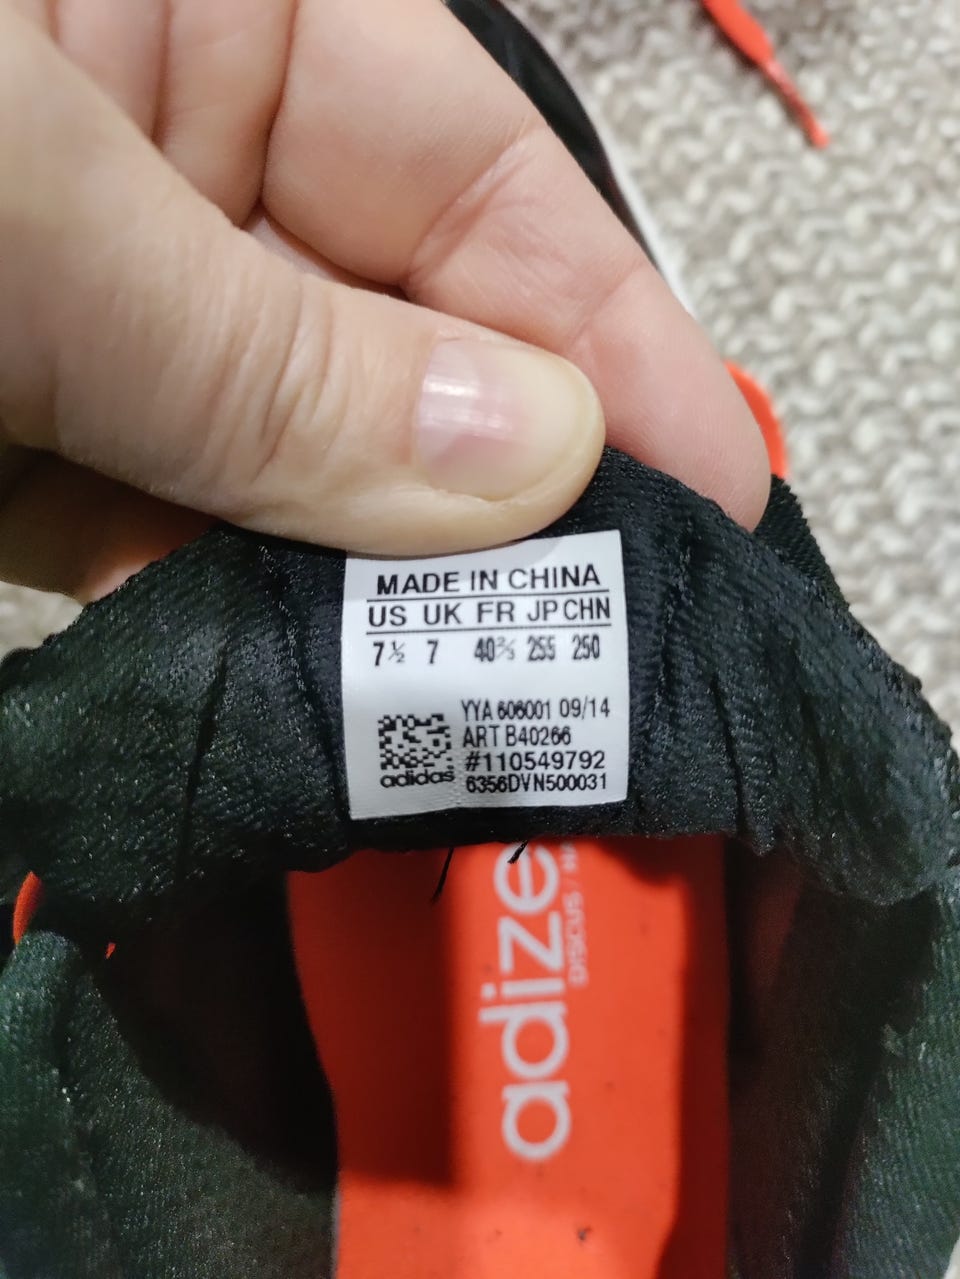 MADE IN CHINA
US UK FR JP CHN
7½ 7 40⅔ 255 250
YYA 606001 09/14
ART B40266
#110549792
6356DVN500031
adidas
adize
DISCUS /